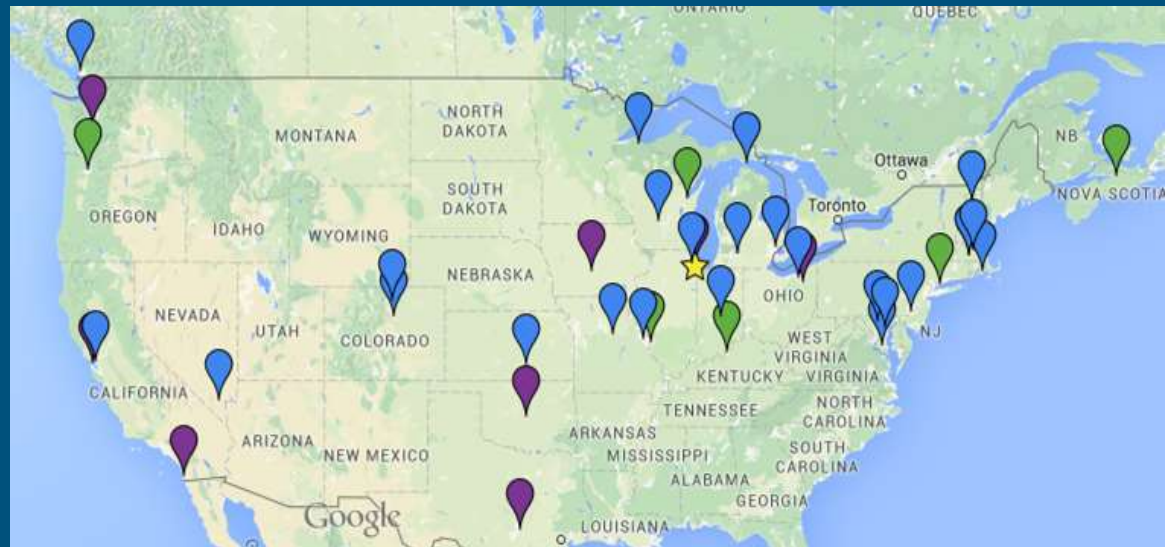 ONTARIO
QUEBEC
NORTH
DAKOTA
MONTANA
NB
Ottawa
SOUTH
DAKOTA
NOVA SCOTIA
Toronto
OREGON
IDAHO
WYOMING
NEBRASKA
OHIO
NEVADA
UTAH
COLORADO
WEST
VIRGINIA
NJ
KENTUCKY
VIRGINIA
CALIFORNIA
TENNESSEE
NORTH
CAROLINA
ARIZONA
NEW MEXICO
ARKANSAS
MISSISSIPPI
SOUTH
CAROLINA
ALABAMA
GEORGIA
Google
LOUISIANA